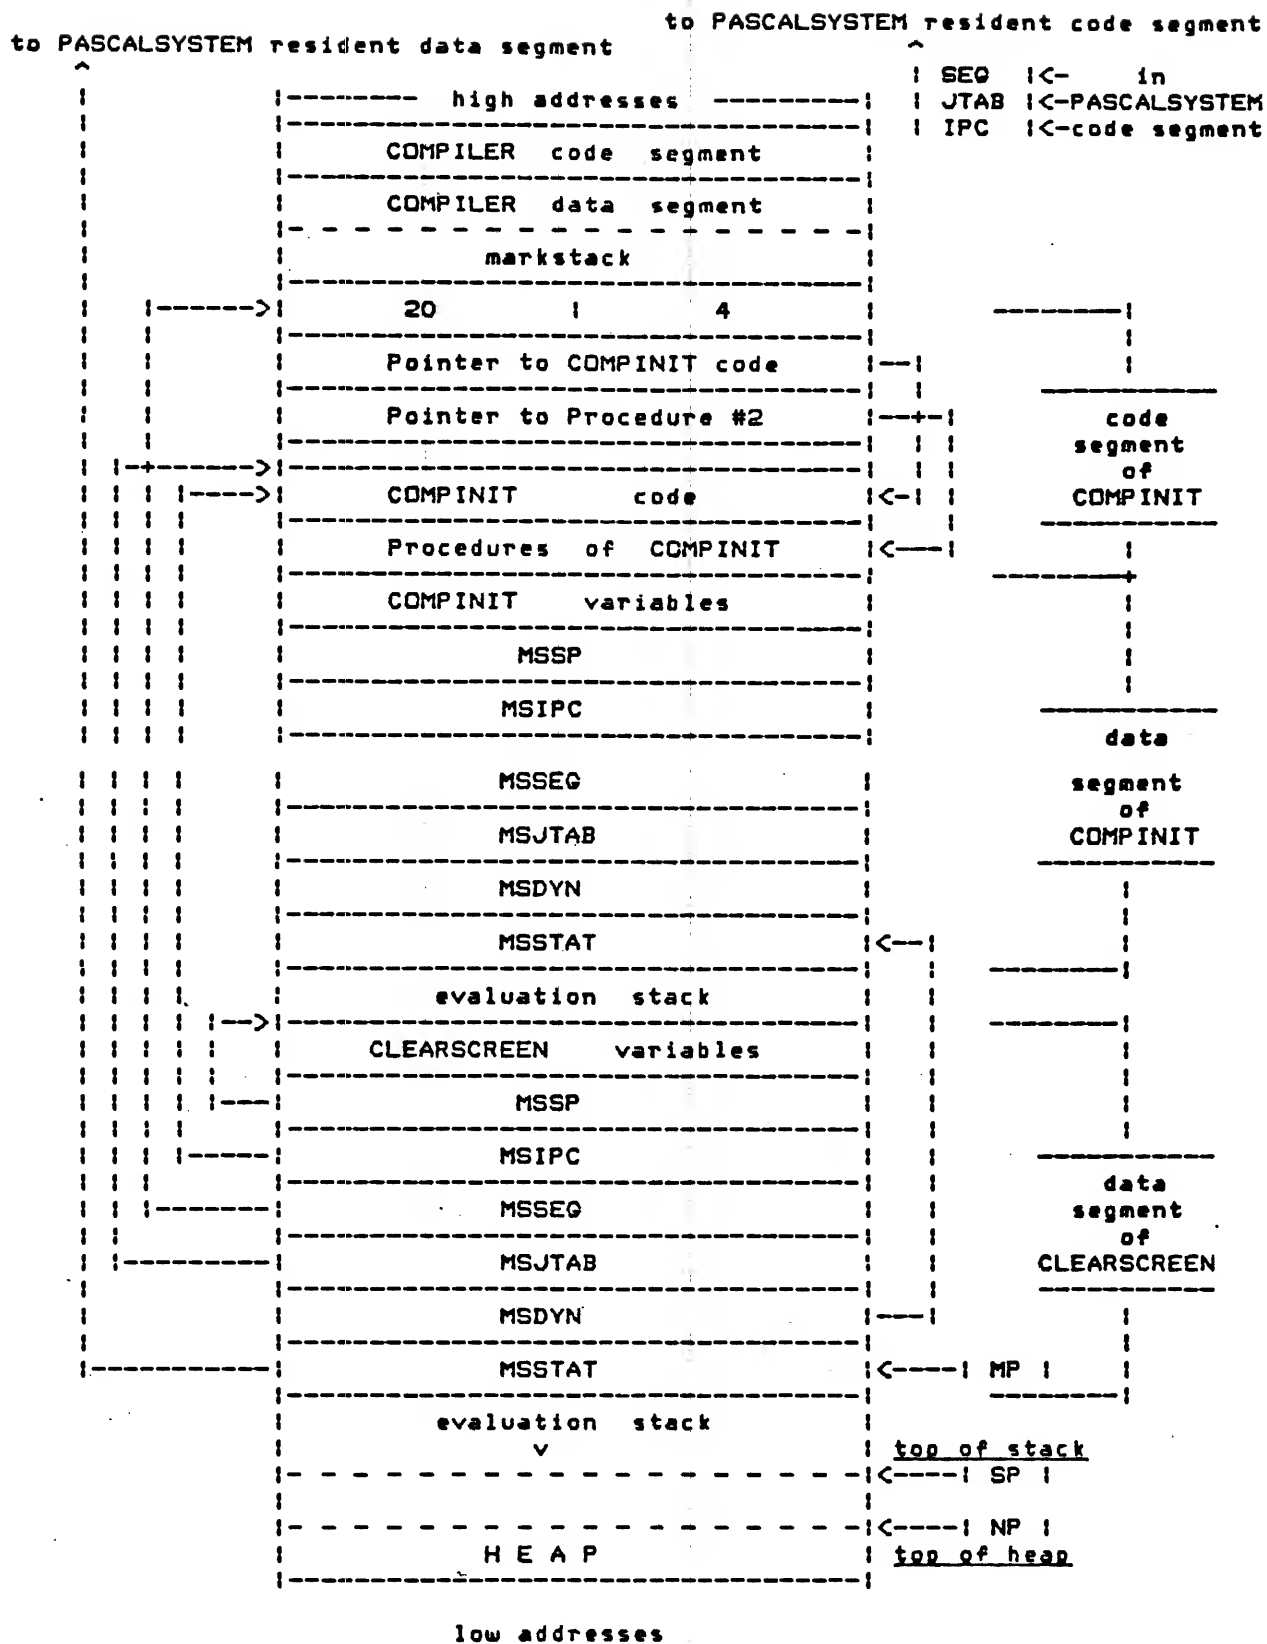 to PASCALSYSTEM resident code segment
to PASCALSYSTEM resident data segment
SEG <- in
high addresses JTAB <-PASCALSYSTEM
IPC <-code segment
COMPILER code segment
COMPILER data segment
markstack
20 4
Pointer to COMPINIT code
Pointer to Procedure #2 code
segment
of
COMPINIT code COMPINIT
Procedures of COMPINIT
COMPINIT variables
MSSP
MSIPC
data
MSSEG segment
of
MSJTAB COMPINIT
MSDYN
MSSTAT
evaluation stack
CLEARSCREEN variables
MSSP
MSIPC
data
MSSEG segment
of
MSJTAB CLEARSCREEN
MSDYN
MSSTAT <----! MP !
evaluation stack
v top of stack
<----! SP !
<----! NP !
H E A P top of heap
low addresses